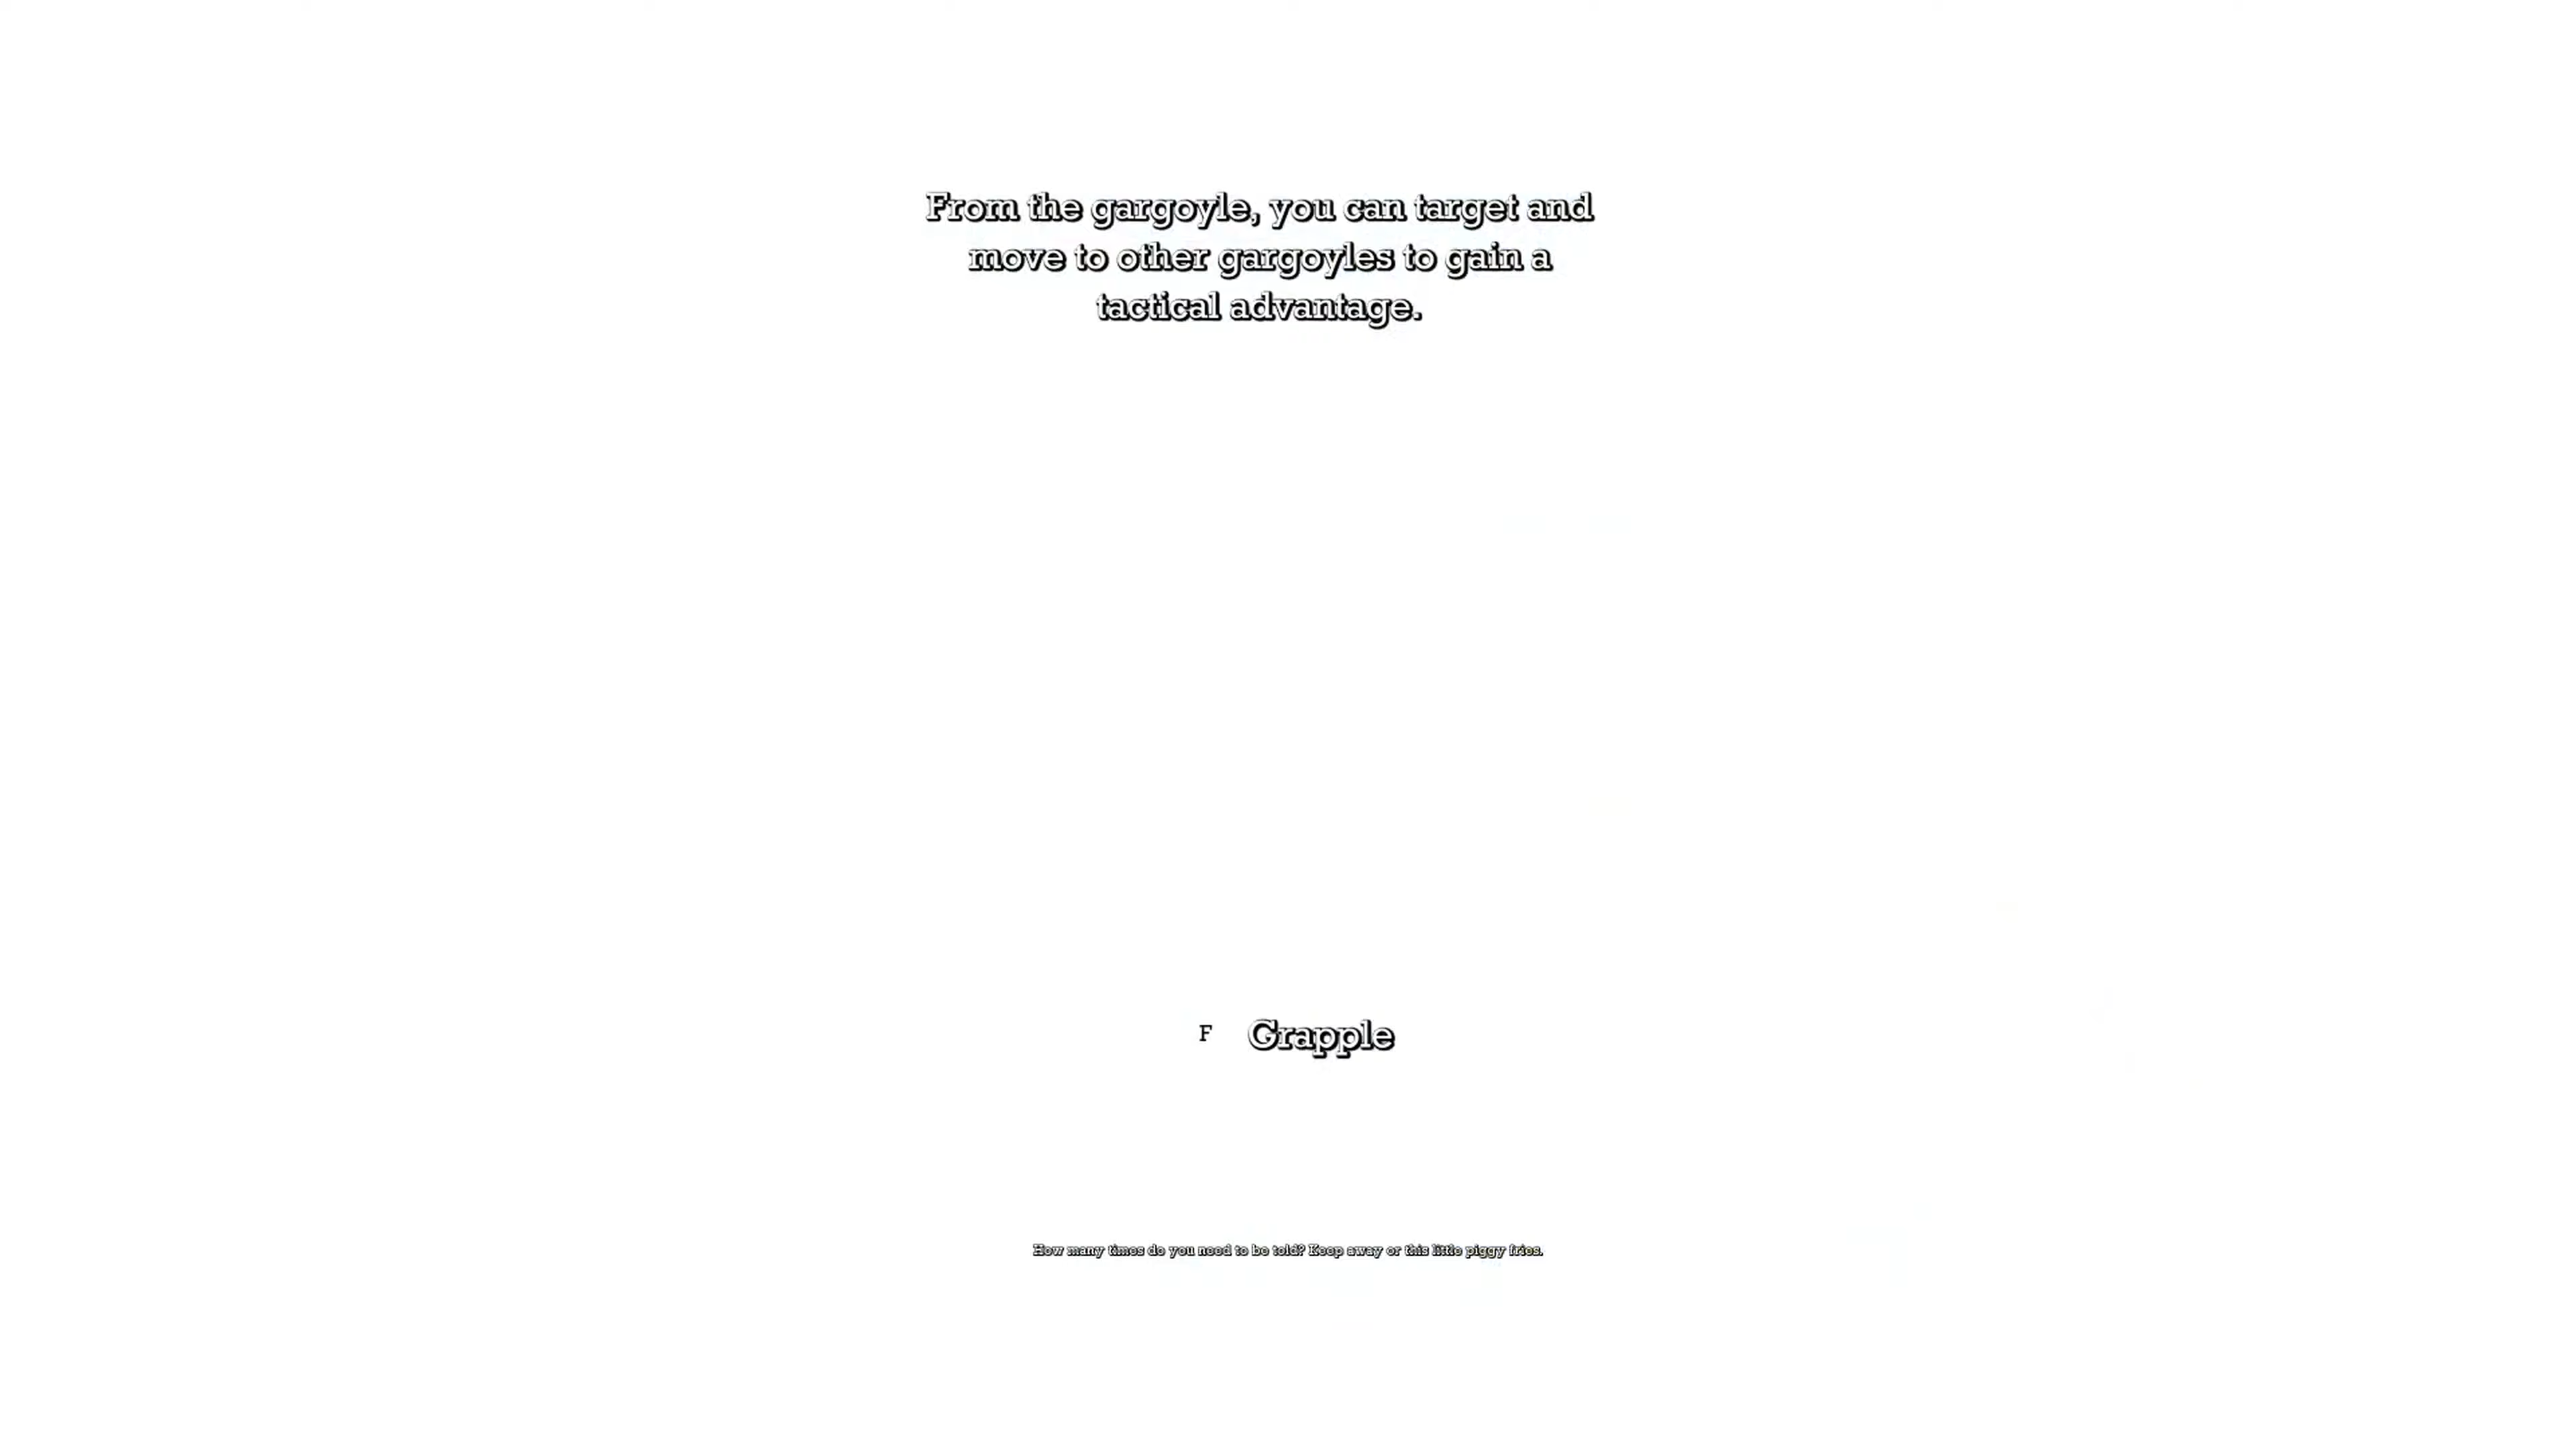 From the gargoyle, you can target and
move to other gargoyles to gain a
tactical advantage.
F Grapple
How many times do you need to be told? Keep away or this little piggy fries.